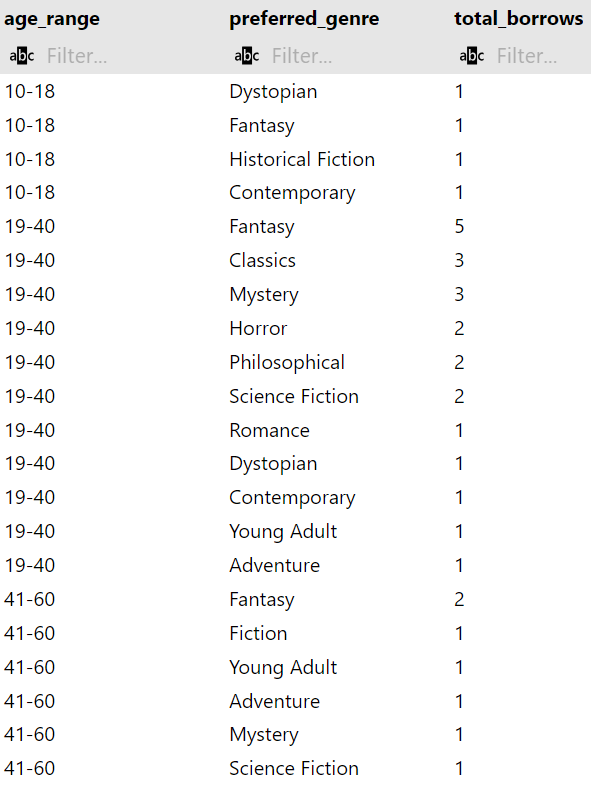 age_range preferred_genre total_borrows
abc Filter... abc Filter... abc Filter...
10-18 Dystopian 1
10-18 Fantasy 1
10-18 Historical Fiction 1
10-18 Contemporary 1
19-40 Fantasy 5
19-40 Classics 3
19-40 Mystery 3
19-40 Horror 2
19-40 Philosophical 2
19-40 Science Fiction 2
19-40 Romance 1
19-40 Dystopian 1
19-40 Contemporary 1
19-40 Young Adult 1
19-40 Adventure 1
41-60 Fantasy 2
41-60 Fiction 1
41-60 Young Adult 1
41-60 Adventure 1
41-60 Mystery 1
41-60 Science Fiction 1